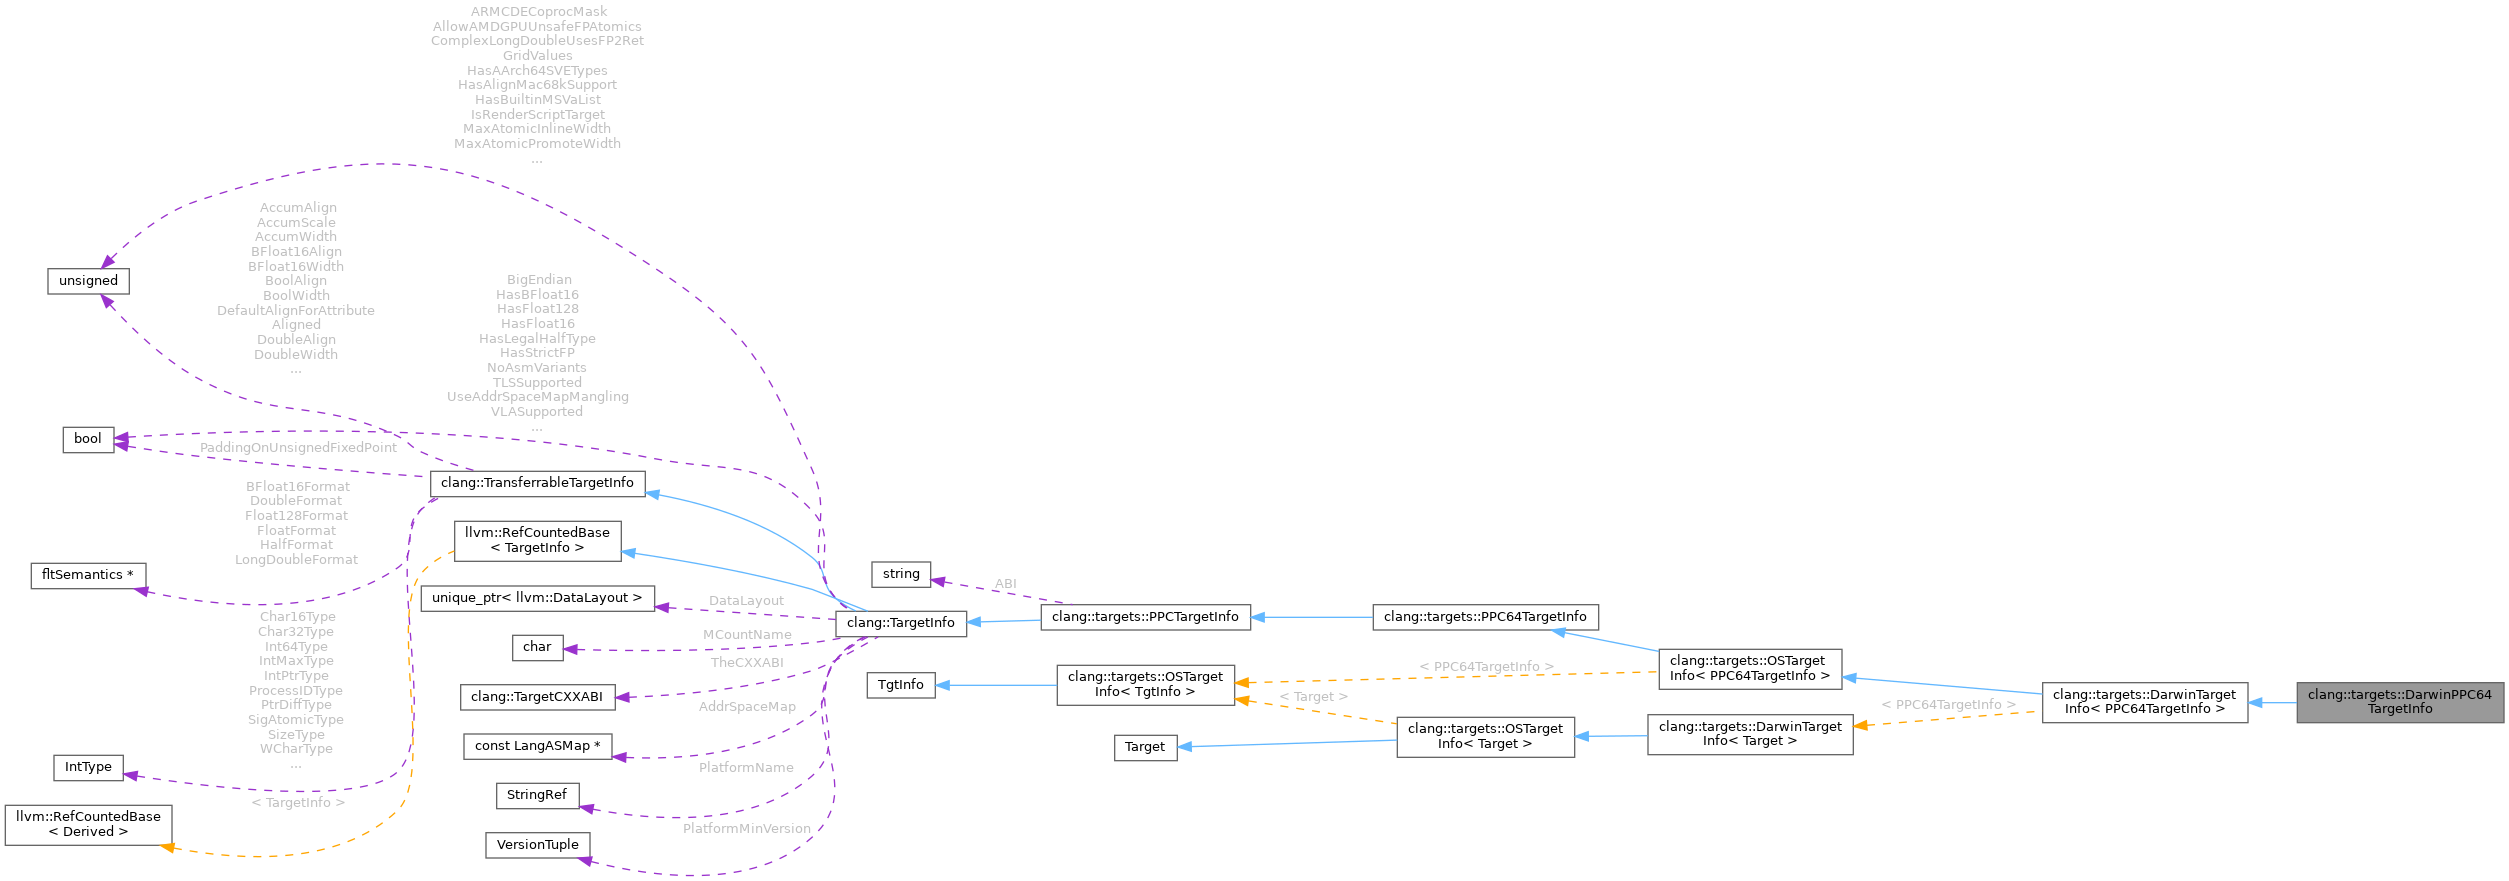 ARMCDECoprocMask
AllowAMDGPUUnsafeFPAtomics
ComplexLongDoubleUsesFP2Ret
GridValues
HasAArch64SVETypes
HasAlignMac68kSupport
HasBuiltinMSVaList
IsRenderScriptTarget
MaxAtomicInlineWidth
MaxAtomicPromoteWidth
...
AccumAlign
AccumScale
AccumWidth
BFloat16Align
BFloat16Width
BoolAlign
BoolWidth
DefaultAlignForAttribute
Aligned
DoubleAlign
DoubleWidth
...
unsigned
BigEndian
HasBFloat16
HasFloat128
HasFloat16
HasLegalHalfType
HasStrictFP
NoAsmVariants
TLSSupported
UseAddrSpaceMapMangling
VLASupported
...
bool
PaddingOnUnsignedFixedPoint
clang::TransferrableTargetInfo
BFloat16Format
DoubleFormat
Float128Format
FloatFormat
HalfFormat
LongDoubleFormat
llvm::RefCountedBase
< TargetInfo >
fltSemantics *
string
ABI
unique_ptr< llvm::DataLayout >
DataLayout
clang::TargetInfo
clang::targets::PPCTargetInfo
clang::targets::PPC64TargetInfo
Char16Type
Char32Type
Int64Type
IntMaxType
IntPtrType
ProcessIDType
PtrDiffType
SigAtomicType
SizeType
WCharType
...
char
MCountName
TheCXXABI
clang::TargetCXXABI
AddrSpaceMap
const LangASMap *
TgtInfo
clang::targets::OSTarget
Info< TgtInfo >
< PPC64TargetInfo >
< Target >
clang::targets::OSTarget
Info< PPC64TargetInfo >
clang::targets::DarwinTarget
Info< PPC64TargetInfo >
clang::targets::DarwinPPC64
TargetInfo
< PPC64TargetInfo >
Target
clang::targets::OSTarget
Info< Target >
clang::targets::DarwinTarget
Info< Target >
IntType
PlatformName
StringRef
< TargetInfo >
llvm::RefCountedBase
< Derived >
PlatformMinVersion
VersionTuple